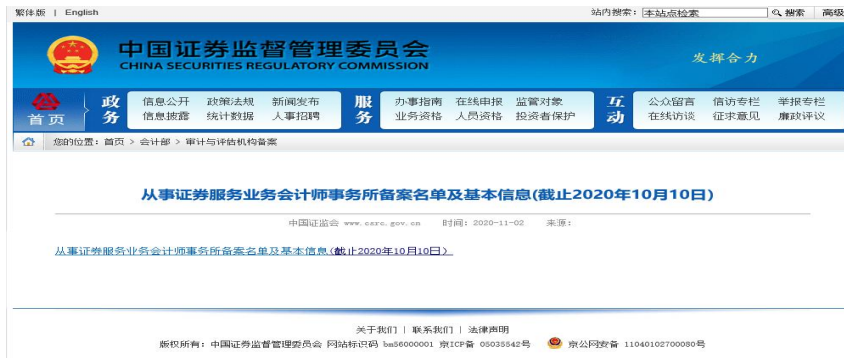 繁体版 | English 站内搜索: 本站点检索 搜索 高级
中国证券监督管理委员会
CHINA SECURITIES REGULATORY COMMISSION
发挥合力
首页 政务 信息公开 政策法规 新闻发布 服务 办事指南 在线申报 监管对象 互动 公众留言 信访专栏 举报专栏
信息披露 统计数据 人事招聘 业务资格 人员资格 投资者保护 在线访谈 征求意见 廉政评议
您的位置: 首页 > 会计部 > 审计与评估机构备案
从事证券服务业务会计师事务所备案名单及基本信息(截止2020年10月10日)
中国证监会 www.csrc.gov.cn 时间: 2020-11-02 来源:
从事证券服务业务会计师事务所备案名单及基本信息(截止2020年10月10日)
关于我们 | 联系我们 | 法律声明
版权所有: 中国证券监督管理委员会 网站标识码 bm56000001 京ICP备 05035542号 京公网安备 11040102700080号